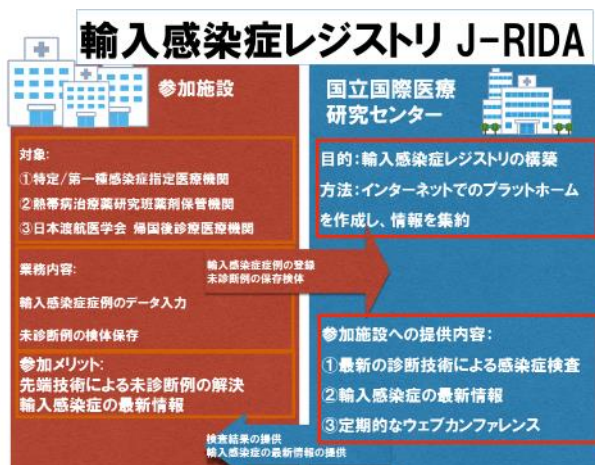 輸入感染症レジストリ J-RIDA
参加施設
対象:
①特定/第一種感染症指定医療機関
②熱帯病治療薬研究班薬剤保管機関
③日本渡航医学会 帰国後診療医療機関
業務内容:
輸入感染症症例のデータ入力
未診断例の検体保存
参加メリット:
先端技術による未診断例の解決
輸入感染症の最新情報
輸入感染症症例の登録
未診断例の保存検体
国立国際医療
研究センター
目的:輸入感染症レジストリの構築
方法:インターネットでのプラットホーム
を作成し、情報を集約
参加施設への提供内容:
①最新の診断技術による感染症検査
②輸入感染症の最新情報
③定期的なウェブカンファレンス
検査結果の提供
輸入感染症の最新情報の提供